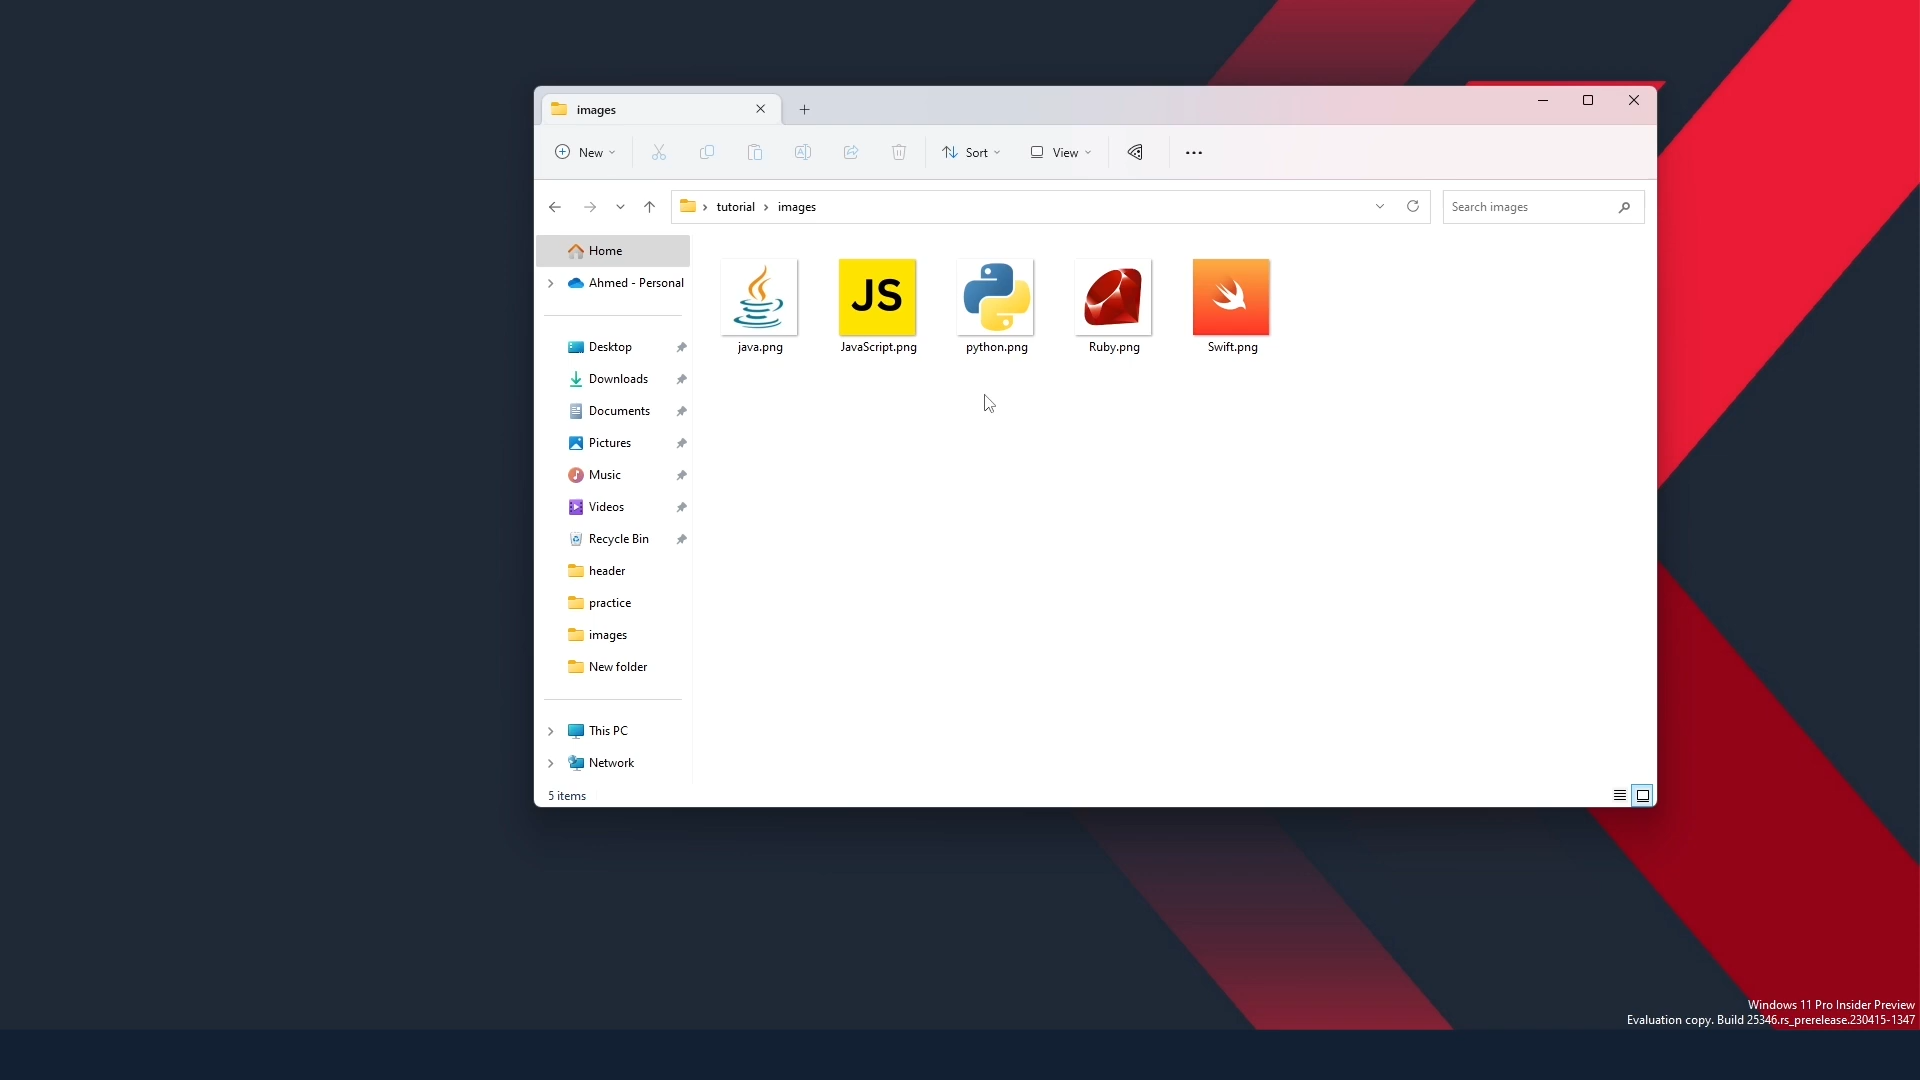 images
New
Sort
View
tutorial
images
Search images
Home
Ahmed - Personal
Desktop
Downloads
Documents
Pictures
Music
Videos
Recycle Bin
header
practice
images
New folder
This PC
Network
JS
java.png
JavaScript.png
python.png
Ruby.png
Swift.png
5 items
Windows 11 Pro Insider Preview
Evaluation copy. Build 25346.rs_prerelease.230415-1347